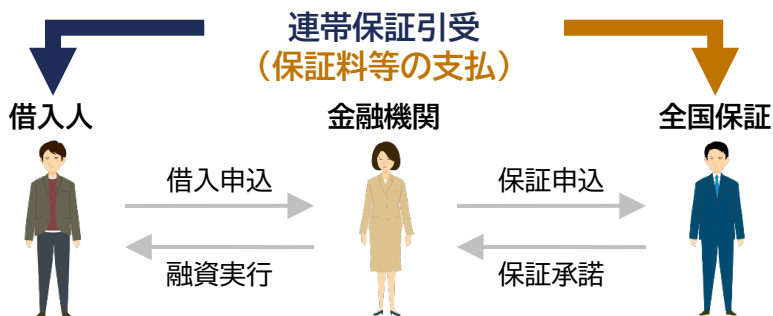 連帯保証引受
（保証料等の支払）
借入人
金融機関
全国保証
借入申込
保証申込
融資実行
保証承諾